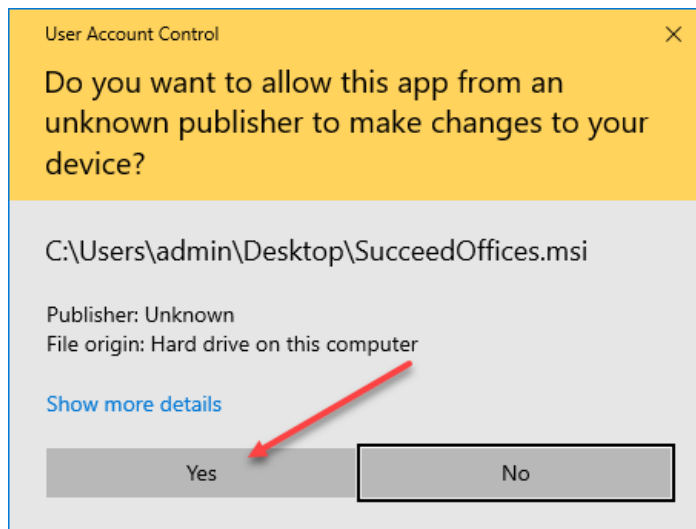 User Account Control
Do you want to allow this app from an
unknown publisher to make changes to your
device?
C:\Users\admin\Desktop\SucceedOffices.msi
Publisher: Unknown
File origin: Hard drive on this computer
Show more details
Yes
No